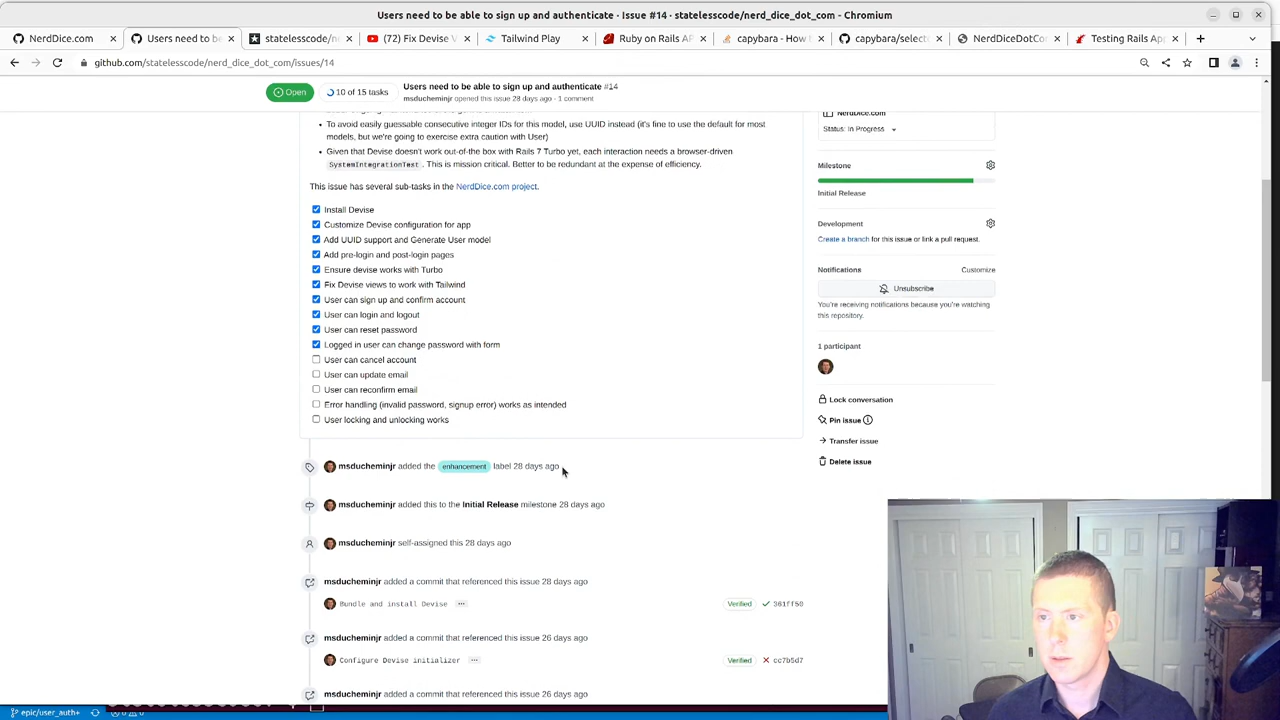 Users need to be able to sign up and authenticate · Issue #14 · statelesscode/nerd_dice_dot_com - Chromium
NerdDice.com
Users need to be
statelesscode/ne
(72) Fix Devise V
Tailwind Play
Ruby on Rails AP
capybara - How t
capybara/select
NerdDiceDotCo
Testing Rails App
github.com/statelesscode/nerd_dice_dot_com/issues/14
Open
10 of 15 tasks
Users need to be able to sign up and authenticate #14
msducheminjr opened this issue 28 days ago · 1 comment
To avoid easily guessable consecutive integer IDs for this model, use UUID instead (it's fine to use the default for most
models, but we're going to exercise extra caution with User)
Given that Devise doesn't work out-of-the box with Rails 7 Turbo yet, each interaction needs a browser-driven
SystemIntegrationTest. This is mission critical. Better to be redundant at the expense of efficiency.
This issue has several sub-tasks in the NerdDice.com project.
Install Devise
Customize Devise configuration for app
Add UUID support and Generate User model
Add pre-login and post-login pages
Ensure devise works with Turbo
Fix Devise views to work with Tailwind
User can sign up and confirm account
User can login and logout
User can reset password
Logged in user can change password with form
User can cancel account
User can update email
User can reconfirm email
Error handling (invalid password, signup error) works as intended
User locking and unlocking works
msducheminjr added the enhancement label 28 days ago
msducheminjr added this to the Initial Release milestone 28 days ago
msducheminjr self-assigned this 28 days ago
msducheminjr added a commit that referenced this issue 28 days ago
Bundle and install Devise
Verified
361ff50
msducheminjr added a commit that referenced this issue 26 days ago
Configure Devise initializer
Verified
cc7b5d7
msducheminjr added a commit that referenced this issue 26 days ago
NerdDice.com
Status: In Progress
Milestone
Initial Release
Development
Create a branch for this issue or link a pull request.
Notifications
Customize
Unsubscribe
You're receiving notifications because you're watching
this repository.
1 participant
Lock conversation
Pin issue
Transfer issue
Delete issue
epic/user_auth+